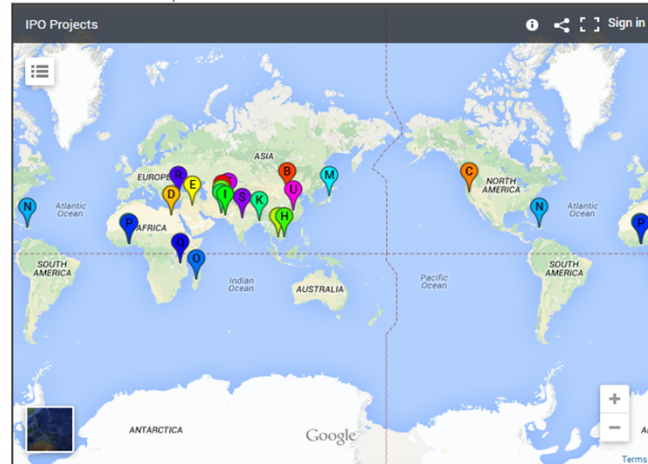 IPO Projects
Sign in
ASIA
EUROPE
NORTH
AMERICA
Atlantic
Ocean
Atlantic
Ocean
AFRICA
SOUTH
AMERICA
SOUTH
AMERICA
Indian
Ocean
Pacific
Ocean
AUSTRALIA
R
D
E
I
S
K
B
M
U
H
C
N
N
P
P
Q
O
ANTARCTICA
Google
Terms